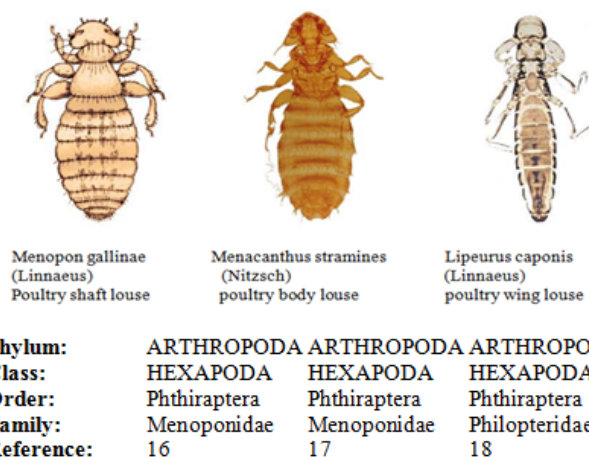 Menopon gallinae
(Linnaeus)
Poultry shaft louse
Menacanthus stramines
(Nitzsch)
poultry body louse
Lipeurus caponis
(Linnaeus)
poultry wing louse
hylum: ARTHROPODA ARTHROPODA ARTHROPO
lass: HEXAPODA HEXAPODA HEXAPODA
rder: Phthiraptera Phthiraptera Phthiraptera
amily: Menoponidae Menoponidae Philopteridae
eference: 16 17 18